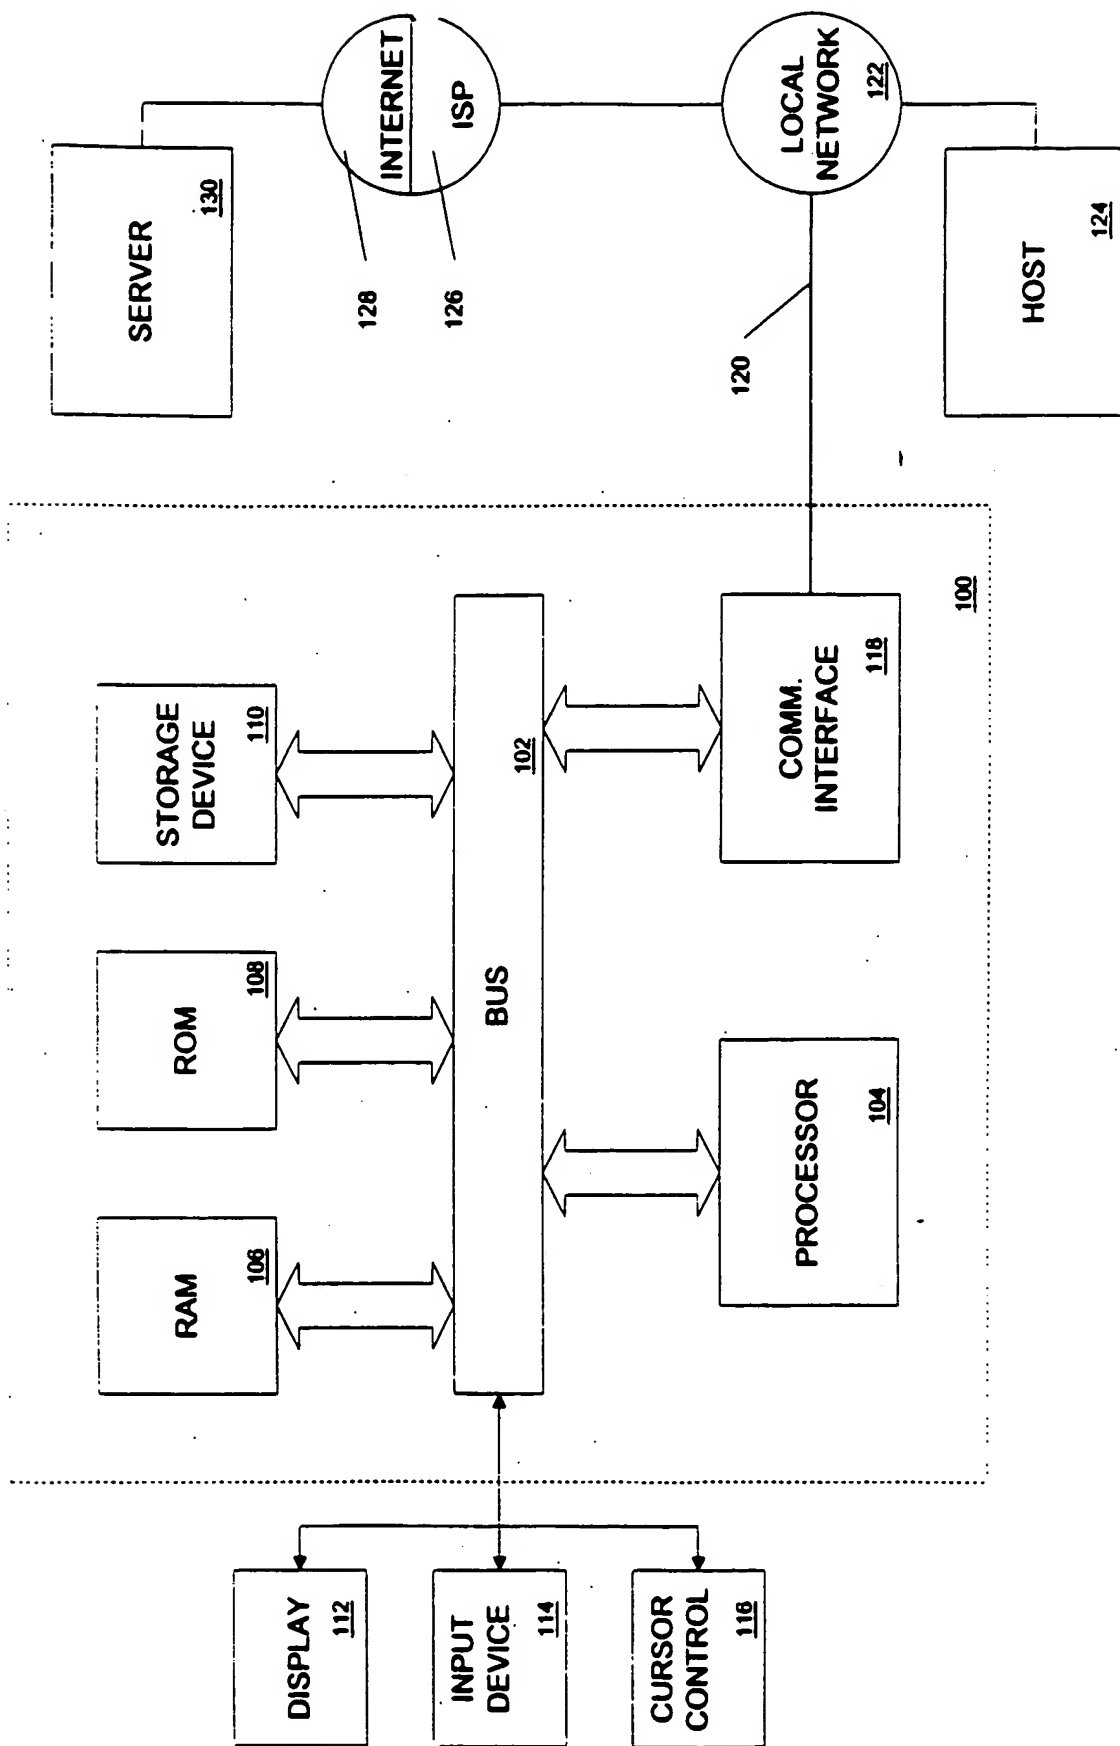 DISPLAY
112
INPUT
DEVICE
114
CURSOR
CONTROL
116
RAM
106
ROM
108
STORAGE
DEVICE
110
BUS
102
PROCESSOR
104
COMM.
INTERFACE
118
100
SERVER
130
128
126
INTERNET
ISP
120
LOCAL
NETWORK
122
HOST
124